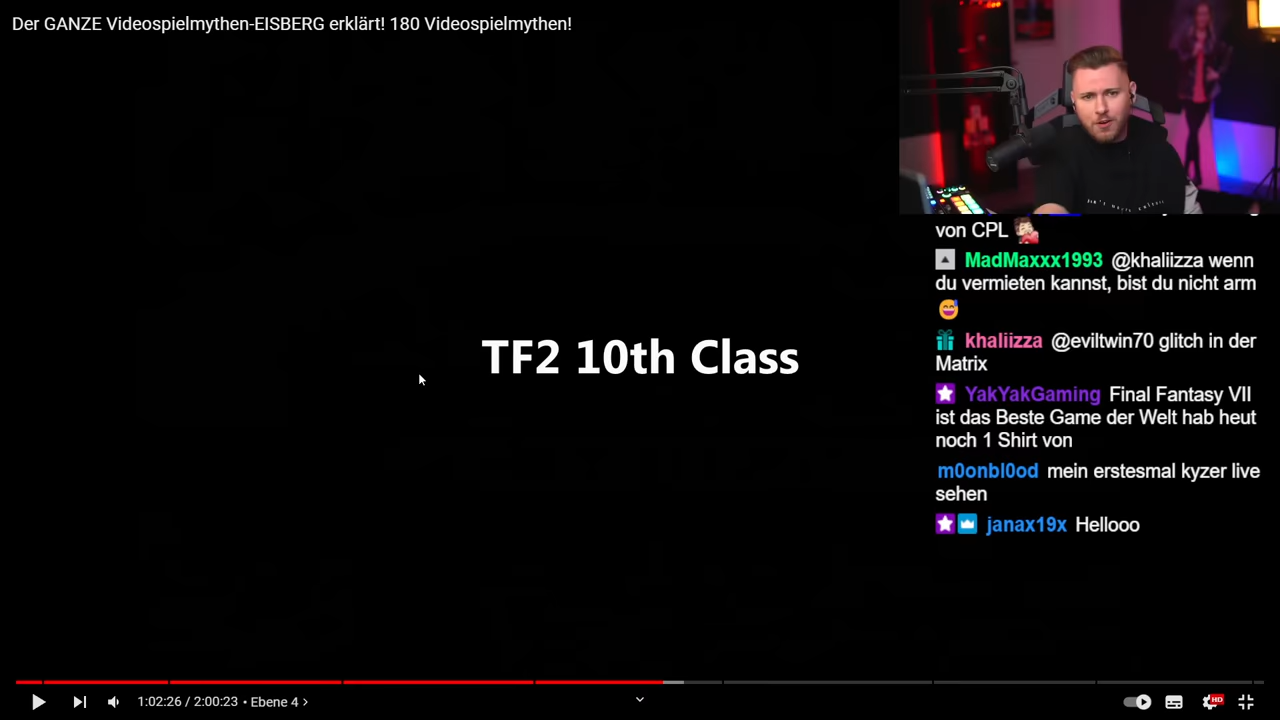 Der GANZE Videospielmythen-EISBERG erklärt! 180 Videospielmythen!
von CPL
MadMaxxx1993 @khaliizza wenn
du vermieten kannst, bist du nicht arm
khaliizza @eviltwin70 glitch in der
Matrix
YakYakGaming Final Fantasy VII
ist das Beste Game der Welt hab heut
noch 1 Shirt von
m0onbl0od mein erstesmal kyzer live
sehen
janax19x Hellooo
TF2 10th Class
1:02:26 / 2:00:23 • Ebene 4 ›
HD